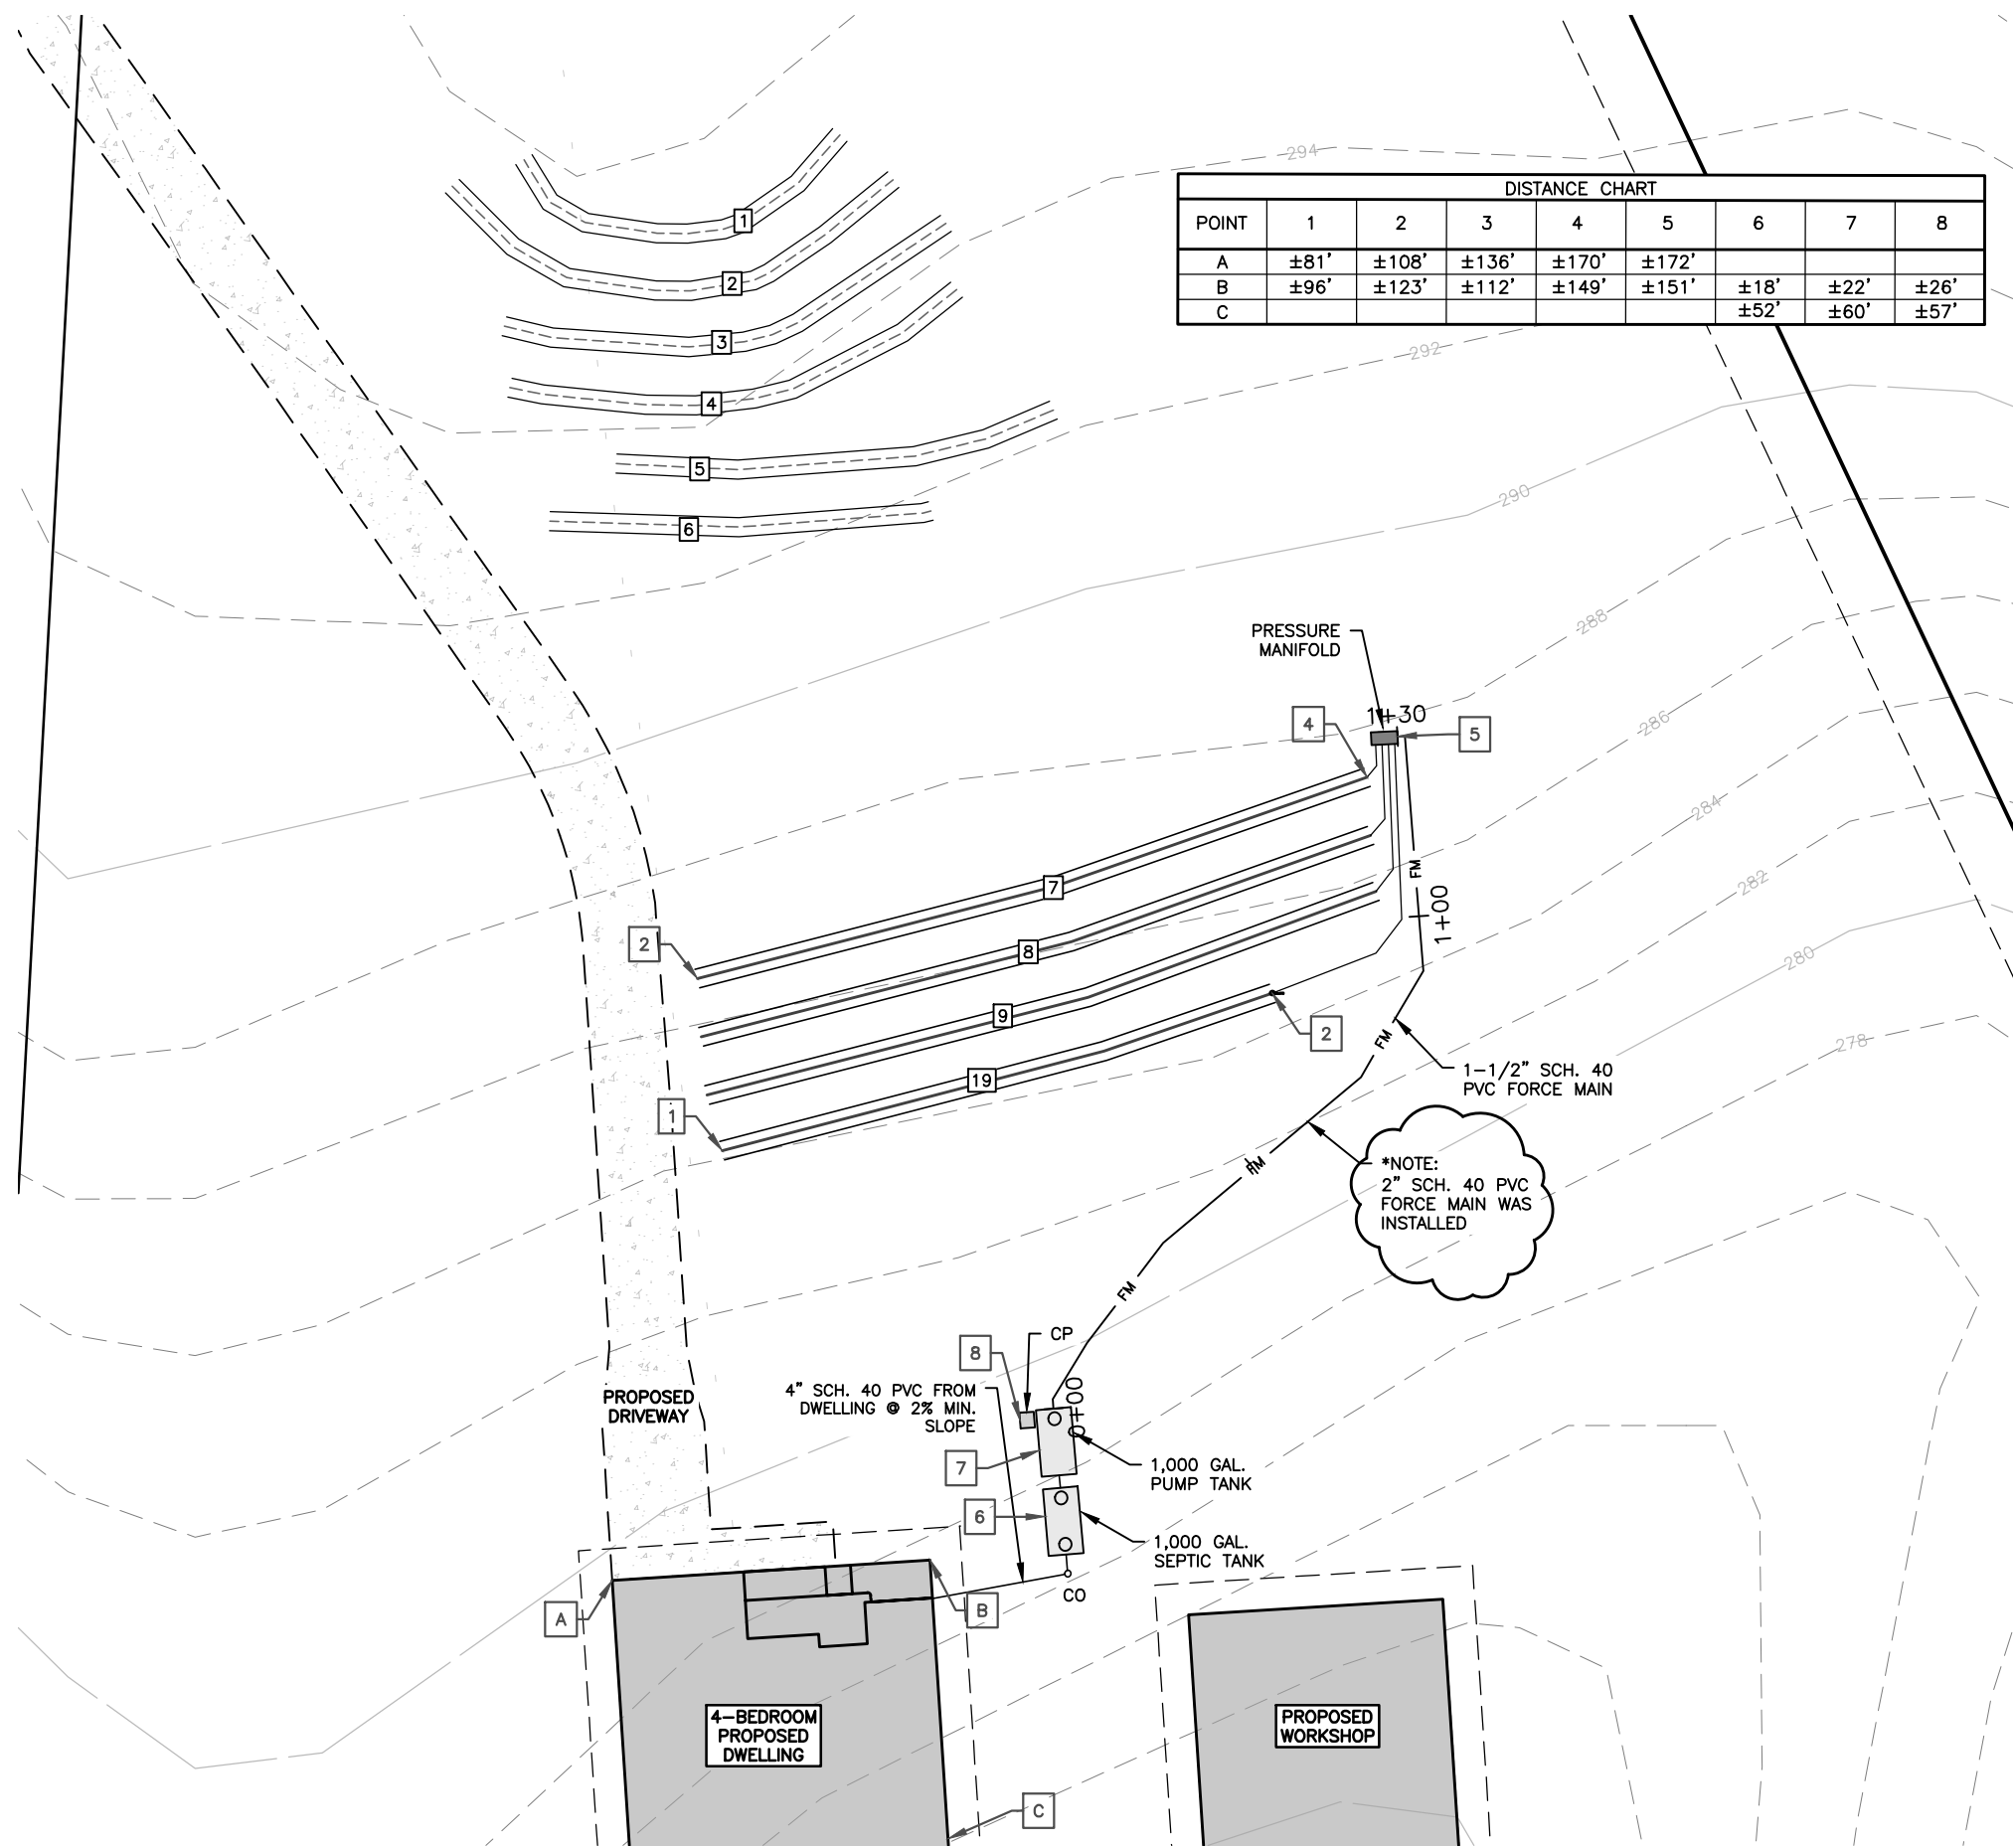 294
DISTANCE CHART
POINT 1 2 3 4 5 6 7 8
A ±81' ±108' ±136' ±170' ±172'
B ±96' ±123' ±112' ±149' ±151' ±18' ±22' ±26'
C ±52' ±60' ±57'
1
2
3
4
5
6
292
290
288
286
284
282
280
278
PRESSURE
MANIFOLD
4
1+30
5
7
2
8
FM
1+00
9
2
19
1
FM
1-1/2" SCH. 40
PVC FORCE MAIN
FM
*NOTE:
2" SCH. 40 PVC
FORCE MAIN WAS
INSTALLED
FM
8
CP
0+00
PROPOSED
DRIVEWAY
4" SCH. 40 PVC FROM
DWELLING @ 2% MIN.
SLOPE
7
1,000 GAL.
PUMP TANK
6
1,000 GAL.
SEPTIC TANK
CO
A
B
4-BEDROOM
PROPOSED
DWELLING
PROPOSED
WORKSHOP
C